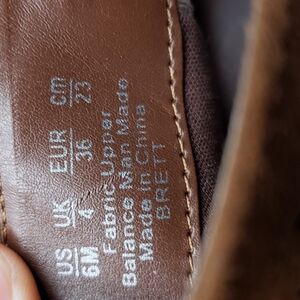 US UK EUR cm
6M 4 36 23
Fabric Upper
Balance Man Made
Made in China
BRETT